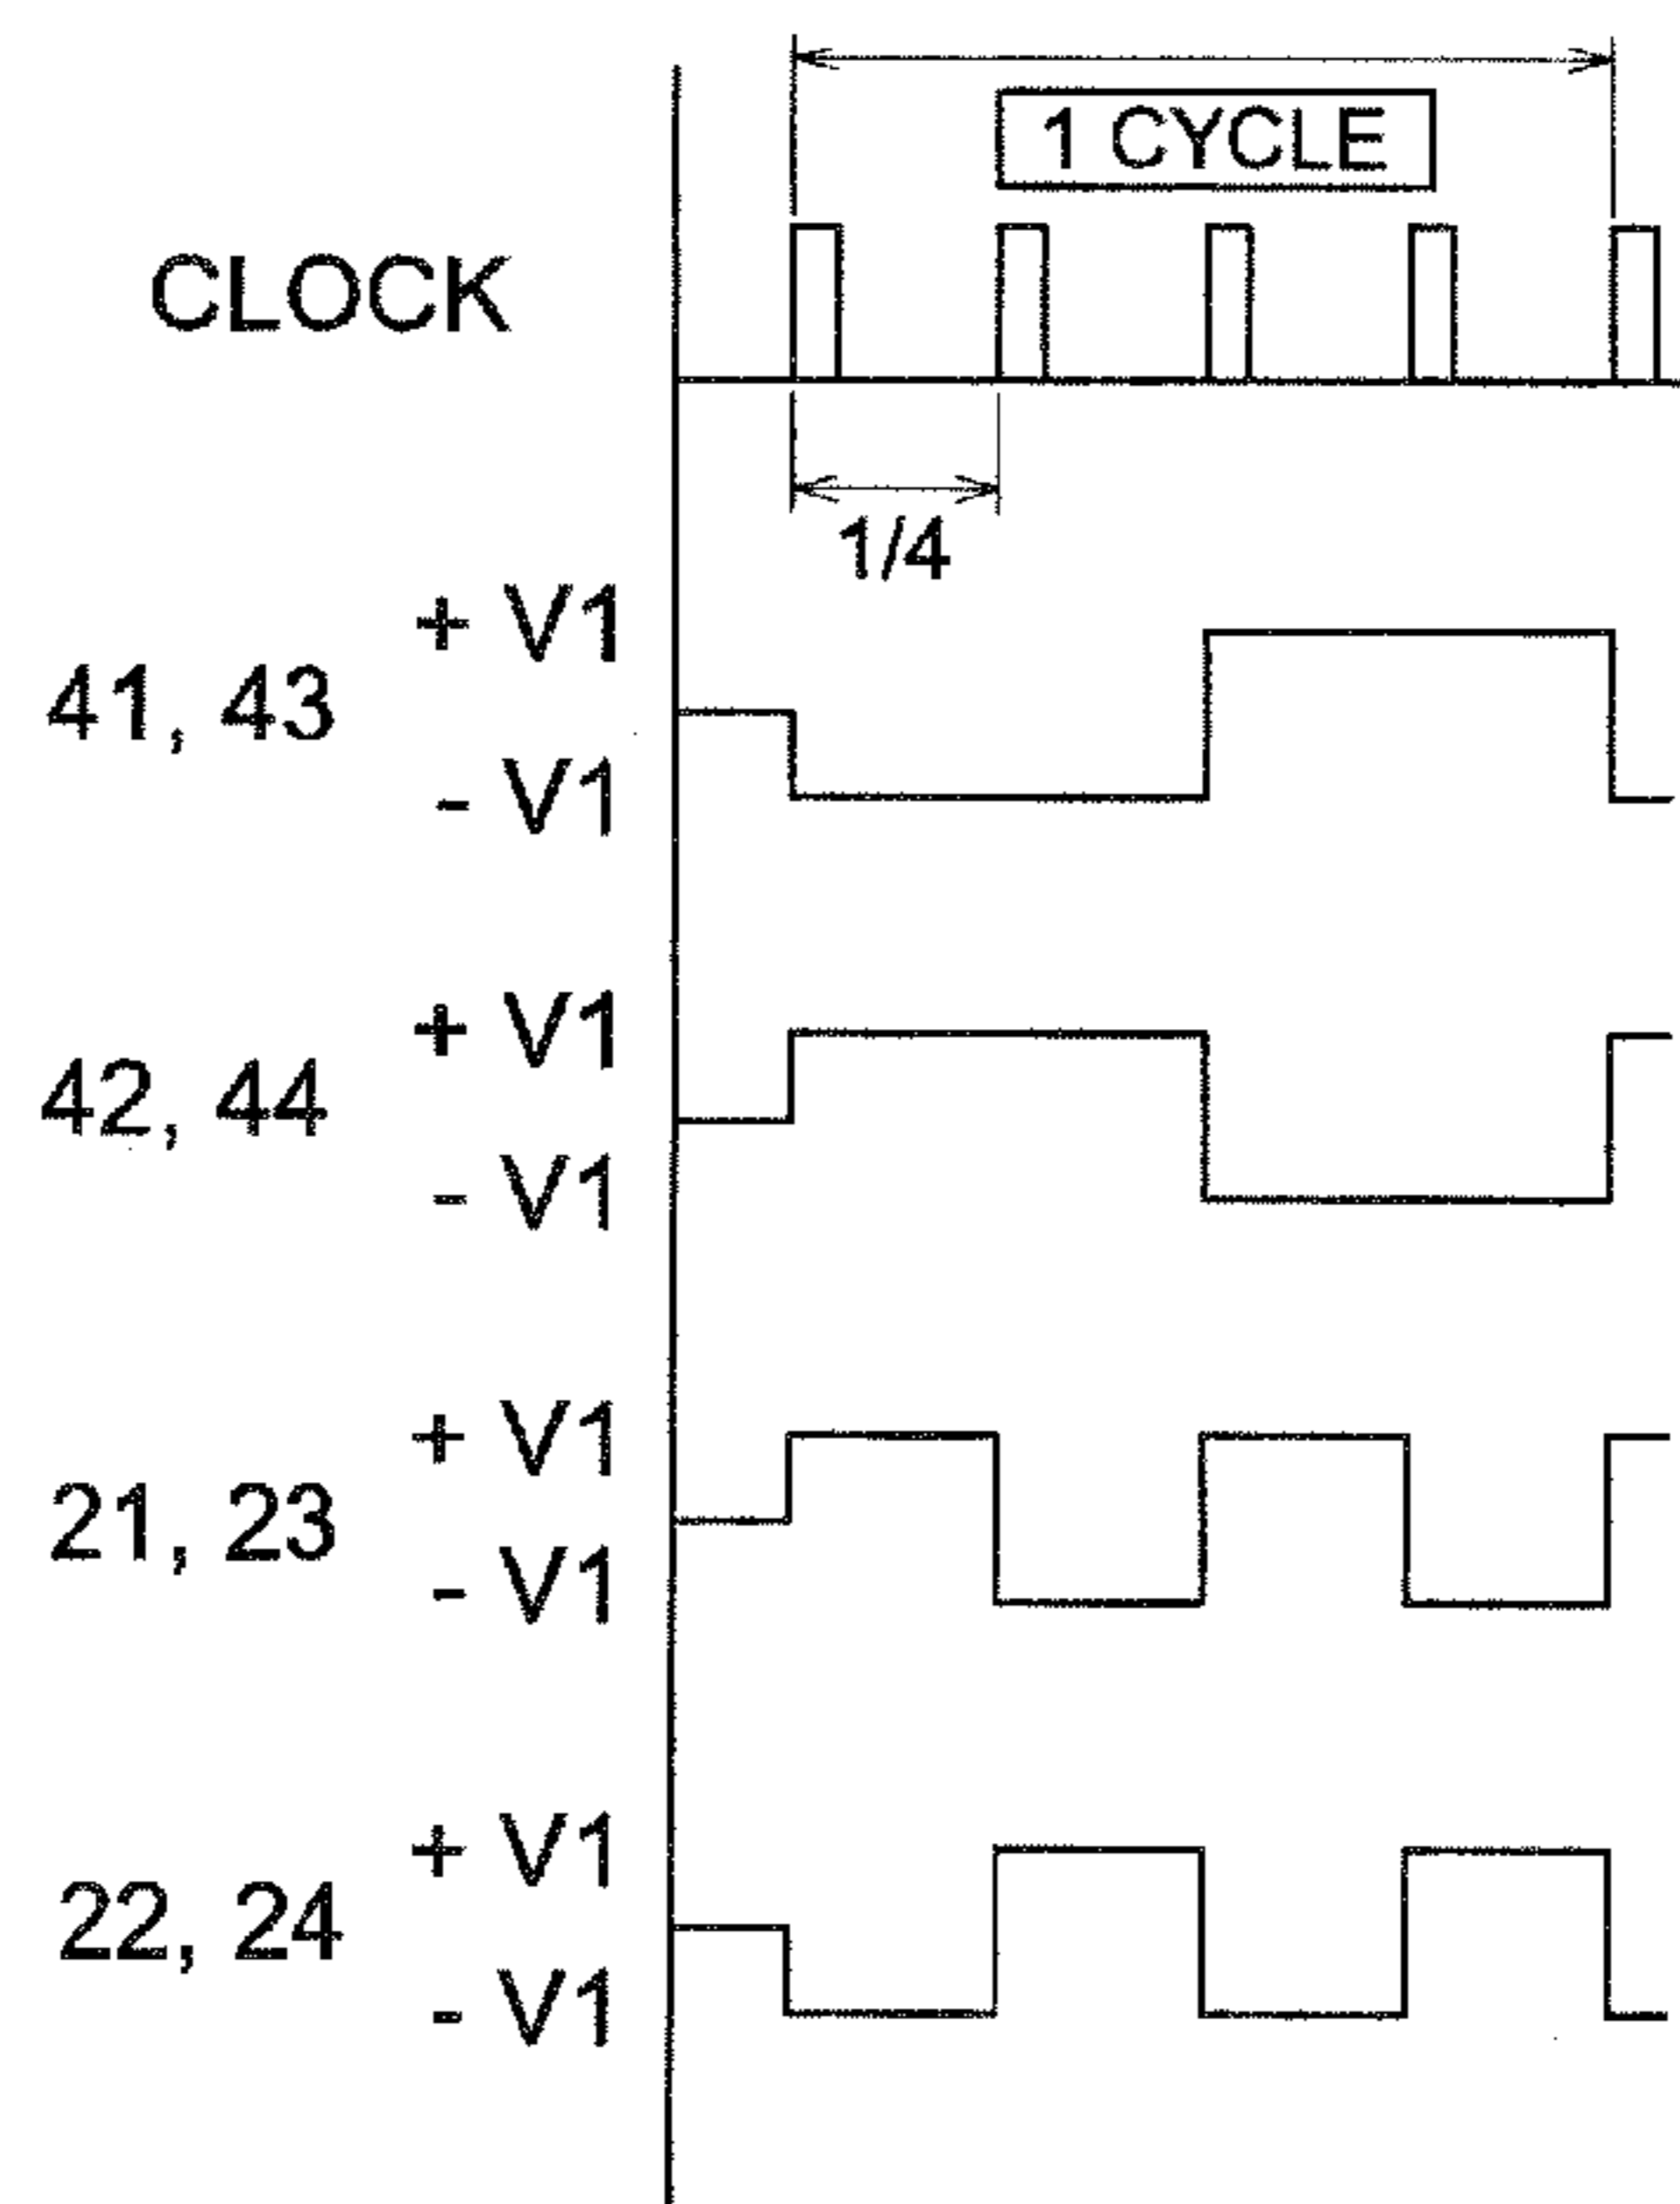 1 CYCLE
CLOCK
1/4
+ V1
41, 43
- V1
+ V1
42, 44
- V1
+ V1
21, 23
- V1
+ V1
22, 24
- V1